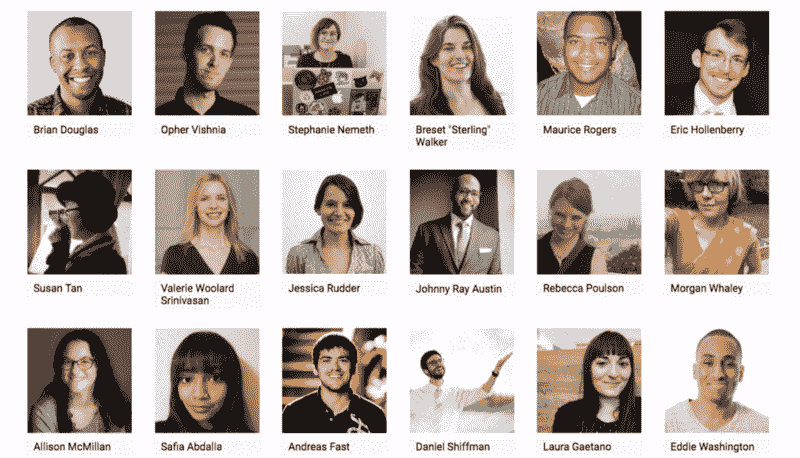 Brian Douglas
Opher Vishnia
Stephanie Nemeth
Breset "Sterling"
Walker
Maurice Rogers
Eric Hollenberry
Susan Tan
Valerie Woolard
Srinivasan
Jessica Rudder
Johnny Ray Austin
Rebecca Poulson
Morgan Whaley
Allison McMillan
Safia Abdalla
Andreas Fast
Daniel Shiffman
Laura Gaetano
Eddie Washington